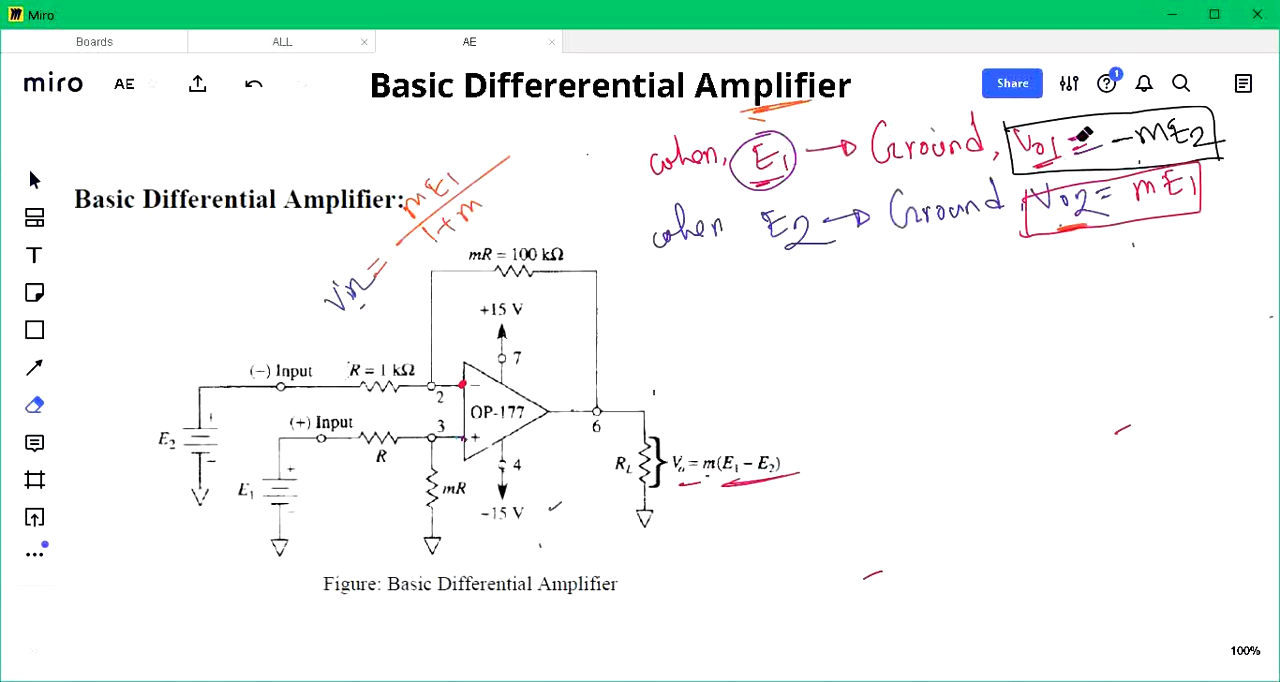 Miro
Boards ALL AE
miro AE Basic Differerential Amplifier Share 1
when, E1 → Ground, Vo1 = -mE2
when E2 → Ground, Vo2 = mE1
Basic Differential Amplifier:
Vin = mE1 / 1+m
mR = 100 kΩ
+15 V
7
(−) Input R = 1 kΩ
2 −
OP-177
(+) Input 3 +
6
E2 + −
R
4
RL Vo = m(E1 − E2)
E1 + −
mR
-15 V
Figure: Basic Differential Amplifier
100%